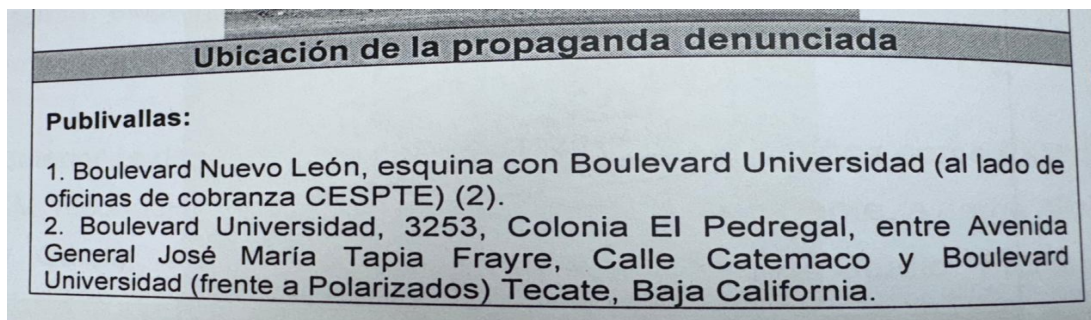 Ubicación de la propaganda denunciada
Publivallas:
1. Boulevard Nuevo León, esquina con Boulevard Universidad (al lado de
oficinas de cobranza CESPTE) (2).
2. Boulevard Universidad, 3253, Colonia El Pedregal, entre Avenida
General José María Tapia Frayre, Calle Catemaco y Boulevard
Universidad (frente a Polarizados) Tecate, Baja California.